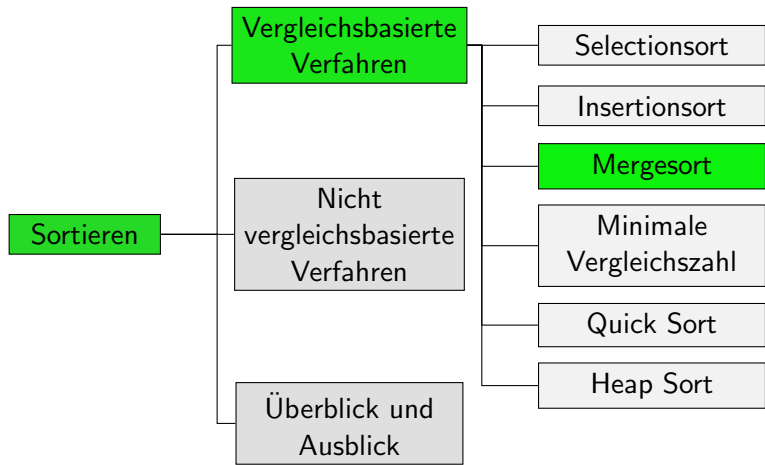 Sortieren
Vergleichsbasierte
Verfahren
Selectionsort
Insertionsort
Mergesort
Minimale
Vergleichszahl
Quick Sort
Heap Sort
Nicht
vergleichsbasierte
Verfahren
Überblick und
Ausblick